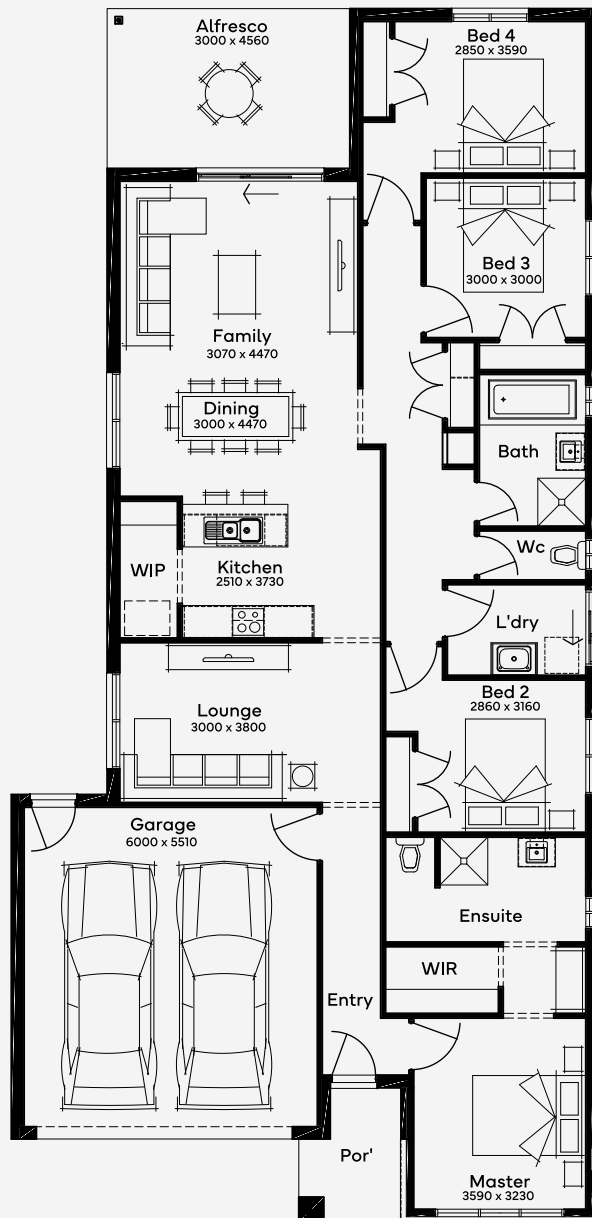 Alfresco
3000 x 4560
Bed 4
2850 x 3590
Bed 3
3000 x 3000
Family
3070 x 4470
Dining
3000 x 4470
Bath
Wc
WIP
Kitchen
2510 x 3730
L'dry
Bed 2
2860 x 3160
Lounge
3000 x 3800
Garage
6000 x 5510
Ensuite
WIR
Entry
Por'
Master
3590 x 3230